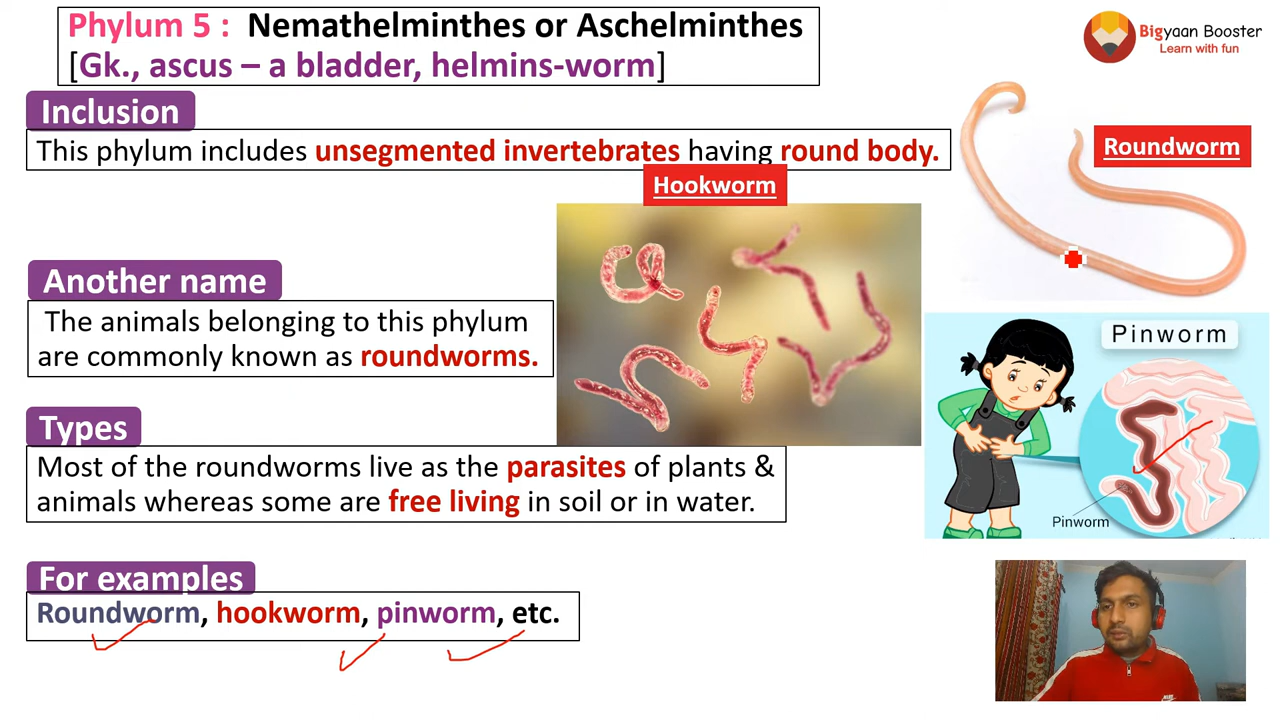 Phylum 5 : Nemathelminthes or Aschelminthes
[Gk., ascus – a bladder, helmins-worm]
Bigyaan Booster
Learn with fun
Inclusion
This phylum includes unsegmented invertebrates having round body.
Roundworm
Hookworm
Another name
The animals belonging to this phylum
are commonly known as roundworms.
Pinworm
Types
Most of the roundworms live as the parasites of plants &
animals whereas some are free living in soil or in water.
Pinworm
For examples
Roundworm, hookworm, pinworm, etc.